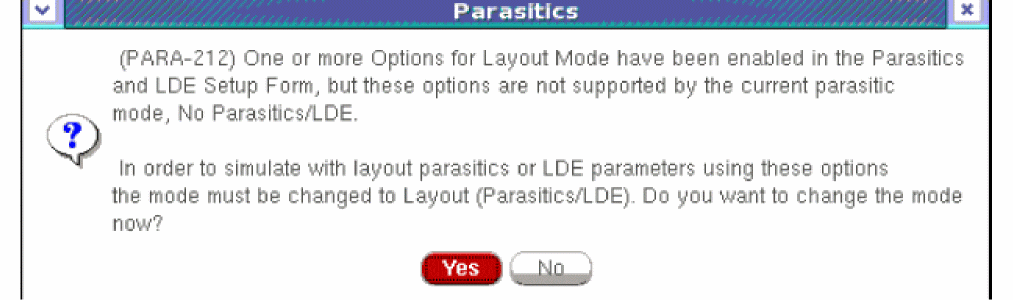 Parasitics
(PARA-212) One or more Options for Layout Mode have been enabled in the Parasitics
and LDE Setup Form, but these options are not supported by the current parasitic
mode, No Parasitics/LDE.
In order to simulate with layout parasitics or LDE parameters using these options
the mode must be changed to Layout (Parasitics/LDE). Do you want to change the mode
now?
Yes No